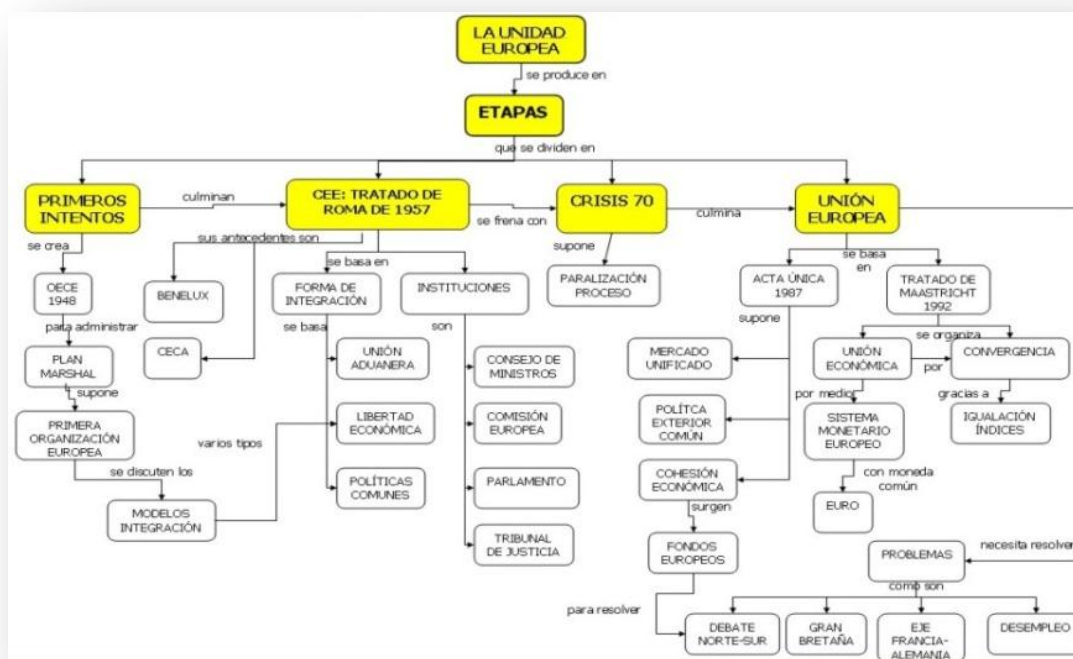 LA UNIDAD
EUROPEA
se produce en
ETAPAS
que se dividen en
PRIMEROS
INTENTOS
culminan
CEE: TRATADO DE
ROMA DE 1957
se frena con
CRISIS 70
culmina
UNIÓN
EUROPEA
se crea
sus antecedentes son
se basa en
supone
se basa
en
OECE
1948
BENELUX
FORMA DE
INTEGRACIÓN
INSTITUCIONES
PARALIZACIÓN
PROCESO
ACTA ÚNICA
1987
TRATADO DE
MAASTRICHT
1992
para administrar
se basa
son
supone
se organiza
PLAN
MARSHAL
CECA
UNIÓN
ADUANERA
CONSEJO DE
MINISTROS
MERCADO
UNIFICADO
UNIÓN
ECONÓMICA
por
CONVERGENCIA
supone
por medio
gracias a
PRIMERA
ORGANIZACIÓN
EUROPEA
varios tipos
LIBERTAD
ECONÓMICA
COMISIÓN
EUROPEA
POLÍTCA
EXTERIOR
COMÚN
SISTEMA
MONETARIO
EUROPEO
IGUALACIÓN
ÍNDICES
se discuten los
con moneda
común
MODELOS
INTEGRACIÓN
POLÍTICAS
COMUNES
PARLAMENTO
COHESIÓN
ECONÓMICA
EURO
surgen
TRIBUNAL
DE JUSTICIA
FONDOS
EUROPEOS
PROBLEMAS
necesita resolver
como son
para resolver
DEBATE
NORTE-SUR
GRAN
BRETAÑA
EJE
FRANCIA-
ALEMANIA
DESEMPLEO